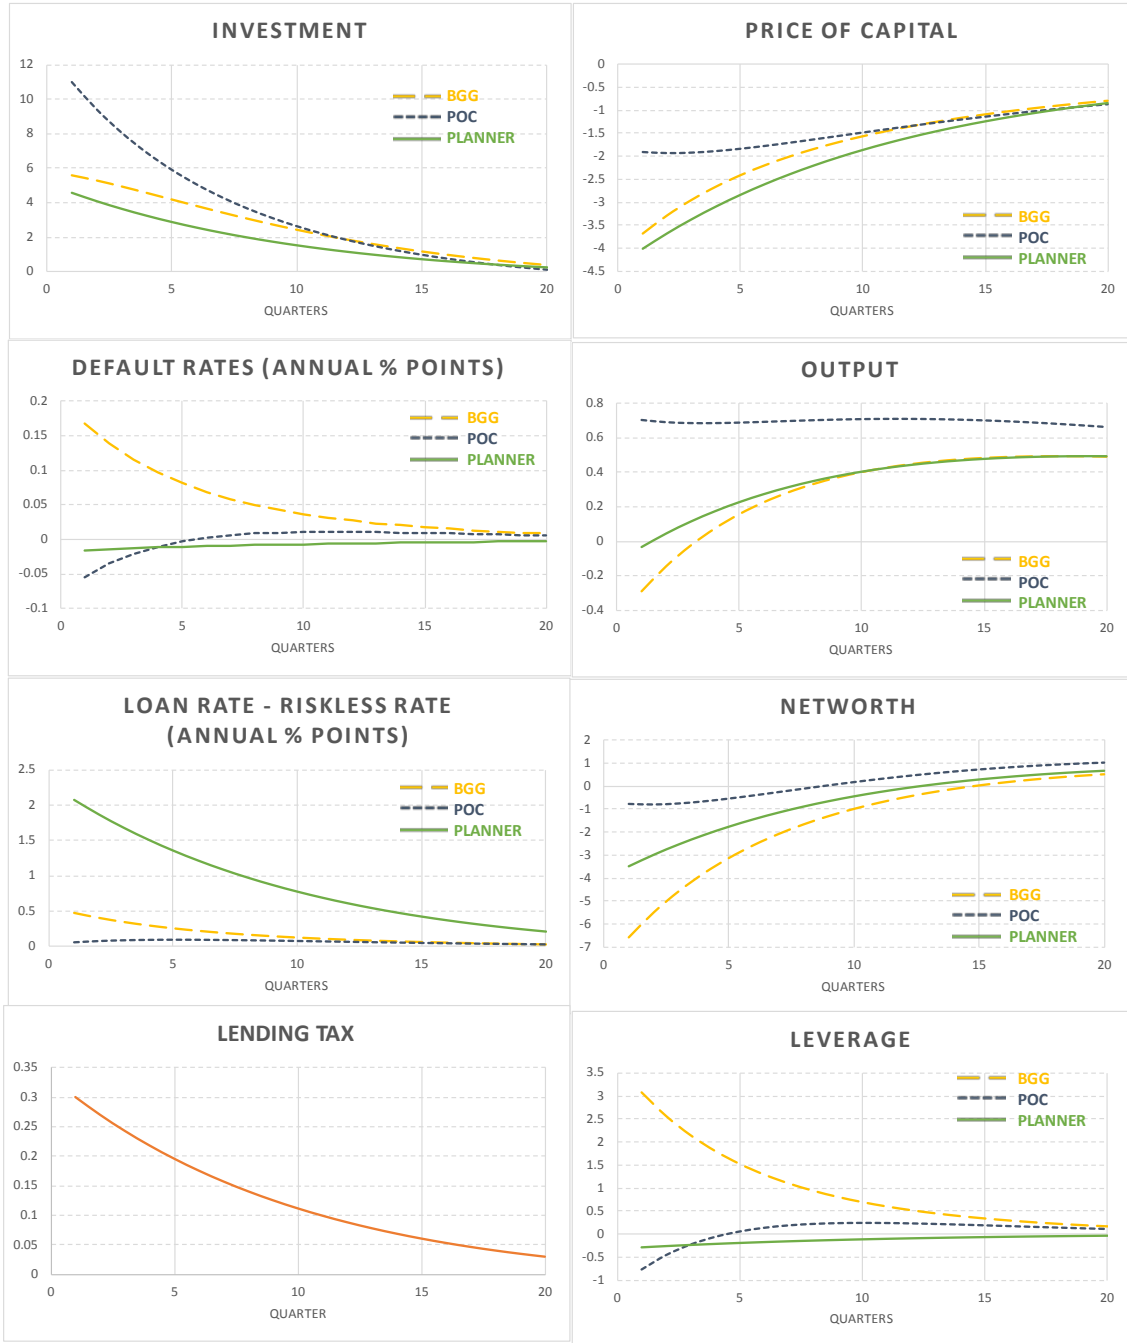 INVESTMENT
12
10
8
6
4
2
0
0
5
10
15
20
QUARTERS
BGG
POC
PLANNER
PRICE OF CAPITAL
0
-0.5
-1
-1.5
-2
-2.5
-3
-3.5
-4
-4.5
0
5
10
15
20
QUARTERS
BGG
POC
PLANNER
DEFAULT RATES (ANNUAL % POINTS)
0.2
0.15
0.1
0.05
0
-0.05
-0.1
0
5
10
15
20
QUARTERS
BGG
POC
PLANNER
OUTPUT
0.8
0.6
0.4
0.2
0
-0.2
-0.4
0
5
10
15
20
QUARTERS
BGG
POC
PLANNER
LOAN RATE - RISKLESS RATE
(ANNUAL % POINTS)
2.5
2
1.5
1
0.5
0
0
5
10
15
20
QUARTERS
BGG
POC
PLANNER
NETWORTH
2
1
0
-1
-2
-3
-4
-5
-6
-7
0
5
10
15
20
QUARTERS
BGG
POC
PLANNER
LENDING TAX
0.35
0.3
0.25
0.2
0.15
0.1
0.05
0
0
5
10
15
20
QUARTER
LEVERAGE
3.5
3
2.5
2
1.5
1
0.5
0
-0.5
-1
0
5
10
15
20
QUARTERS
BGG
POC
PLANNER